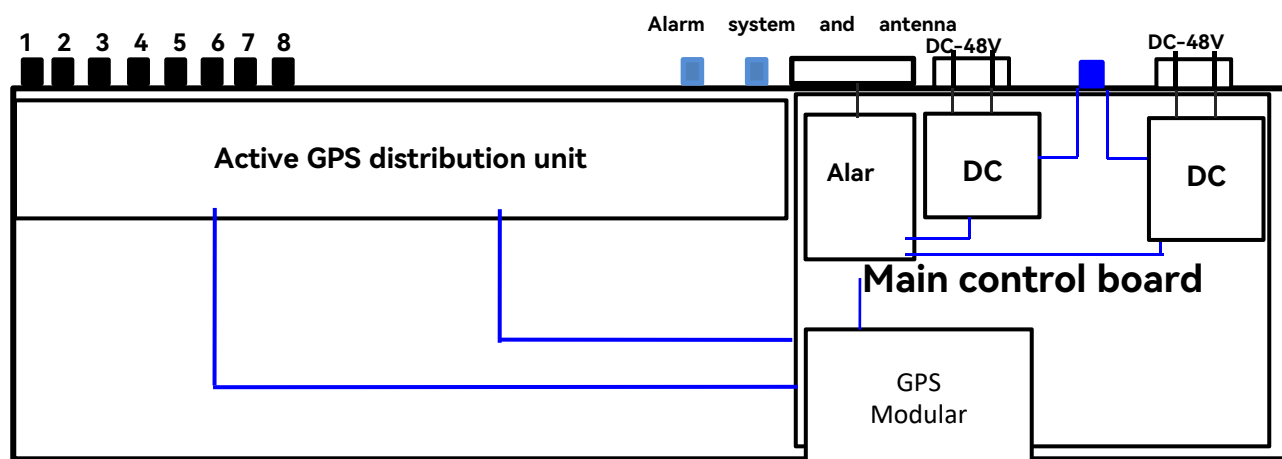 Alarm system and antenna
1 2 3 4 5 6 7 8
DC-48V
DC-48V
Active GPS distribution unit
Alar
DC
DC
Main control board
GPS
Modular